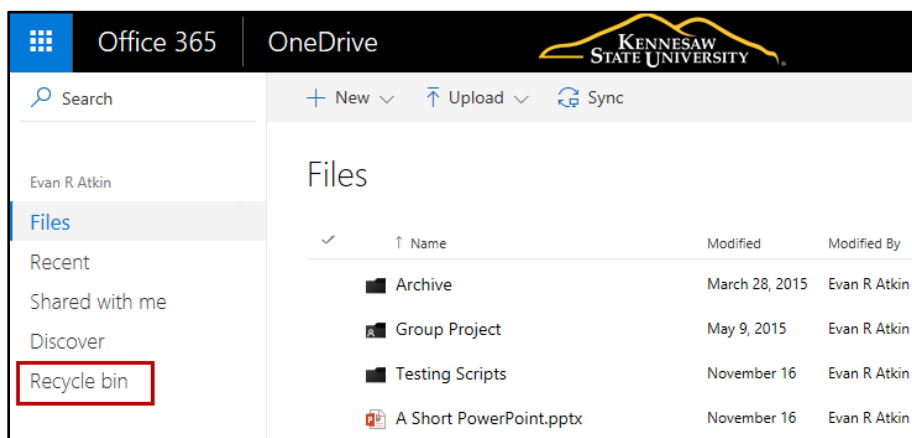 Office 365 OneDrive KENNESAW
STATE UNIVERSITY
Search
New Upload Sync
Evan R Atkin
Files
Recent
Shared with me
Discover
Recycle bin
Files
Name Modified Modified By
Archive March 28, 2015 Evan R Atkin
Group Project May 9, 2015 Evan R Atkin
Testing Scripts November 16 Evan R Atkin
A Short PowerPoint.pptx November 16 Evan R Atkin